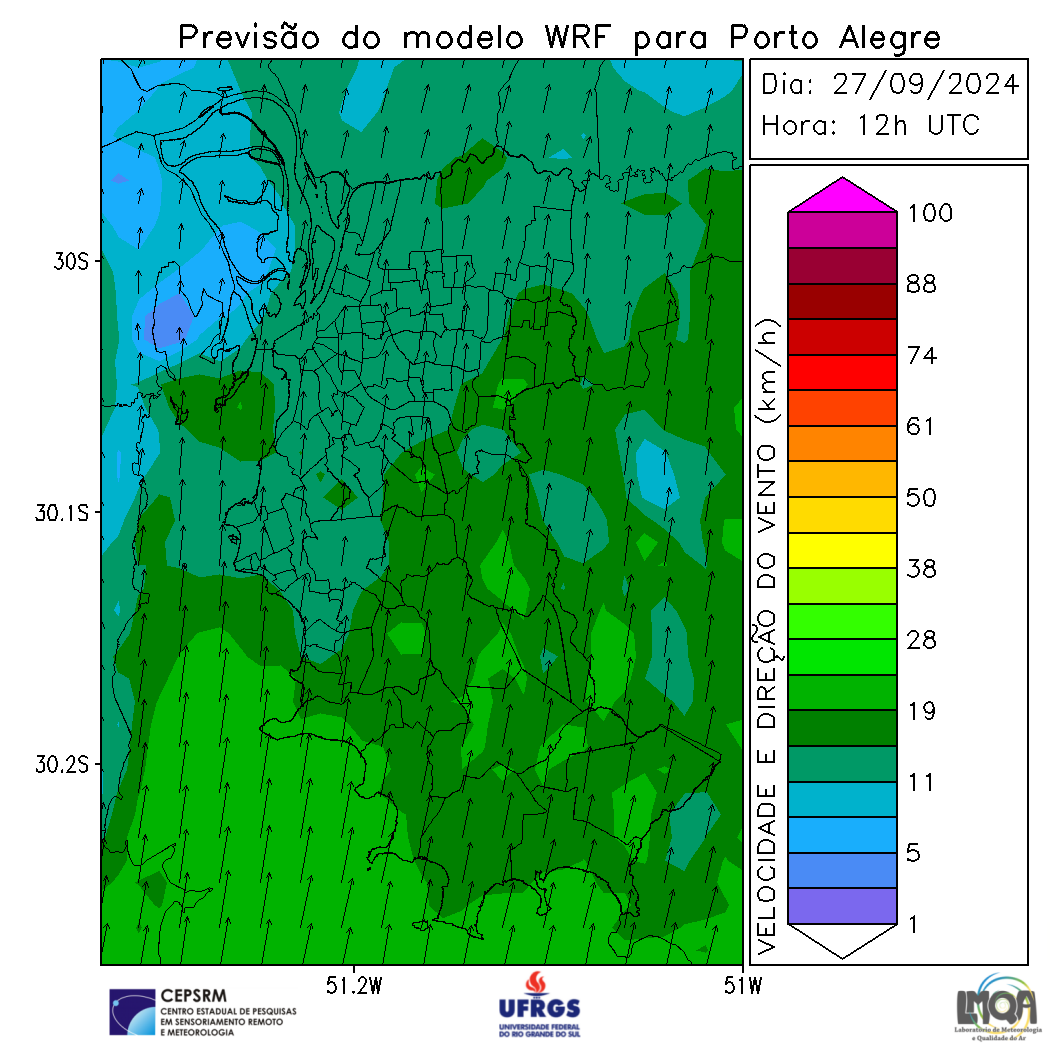 Previsão do modelo WRF para Porto Alegre
Dia: 27/09/2024
Hora: 12h UTC
30S
30.1S
30.2S
51.2W
51W
VELOCIDADE E DIREÇÃO DO VENTO (km/h)
100
88
74
61
50
38
28
19
11
5
1
CEPSRM
CENTRO ESTADUAL DE PESQUISAS
EM SENSORIAMENTO REMOTO
E METEOROLOGIA
UFRGS
UNIVERSIDADE FEDERAL
DO RIO GRANDE DO SUL
LMQA
Laboratório de Meteorologia
e Qualidade do Ar